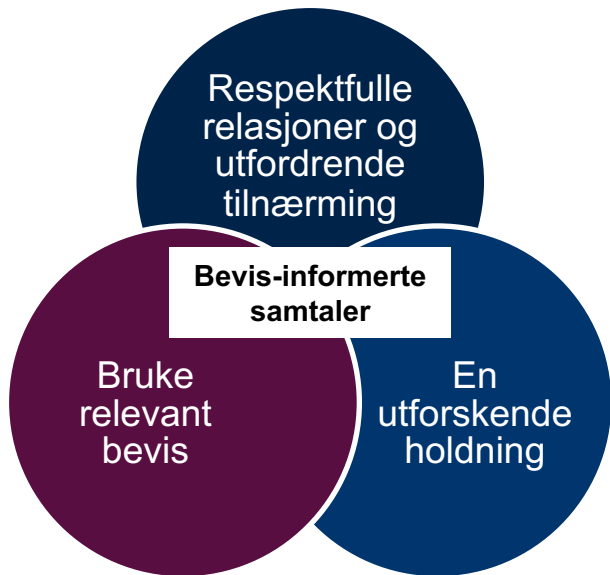 Respektfulle
relasjoner og
utfordrende
tilnærming
Bevis-informerte
samtaler
Bruke
relevant
bevis
En
utforskende
holdning